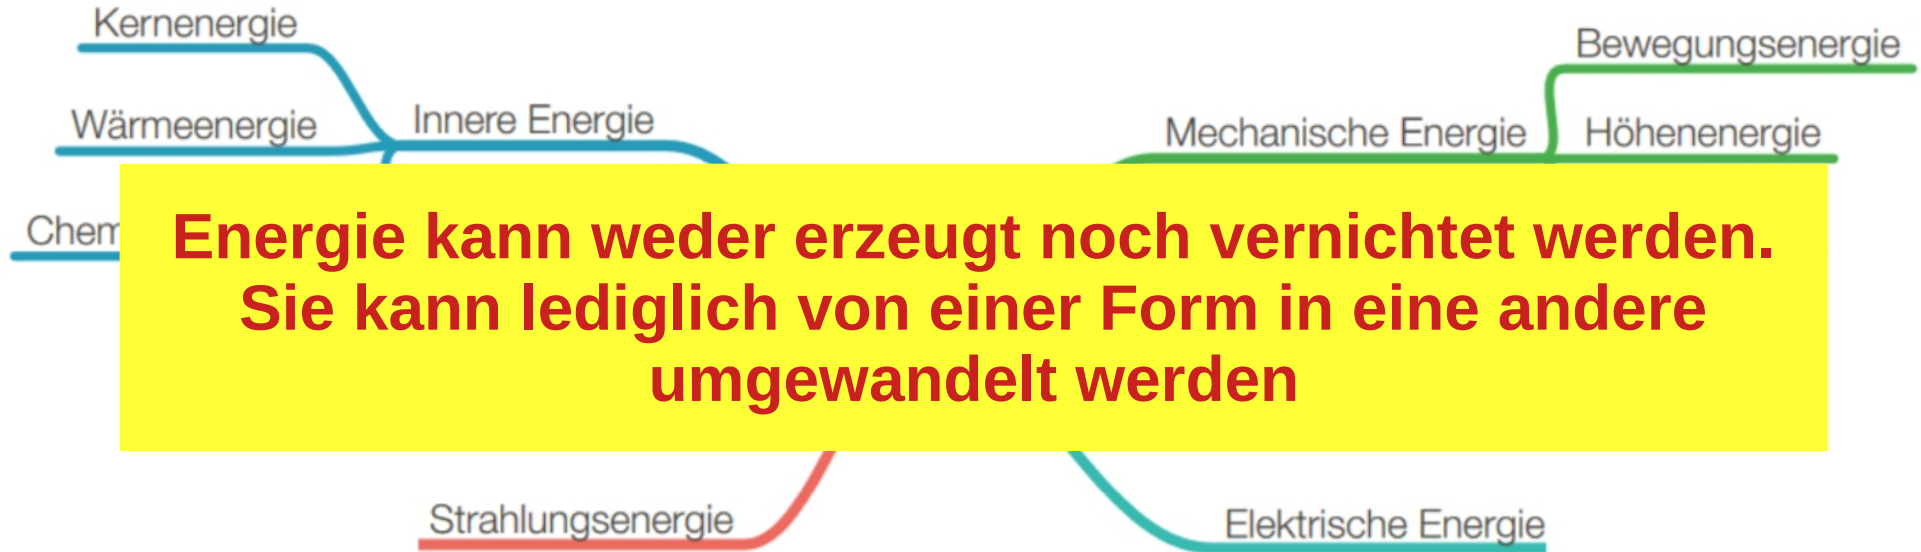 Kernenergie
Bewegungsenergie
Wärmeenergie
Innere Energie
Mechanische Energie
Höhenenergie
Energie kann weder erzeugt noch vernichtet werden.
Sie kann lediglich von einer Form in eine andere
umgewandelt werden
Strahlungsenergie
Elektrische Energie